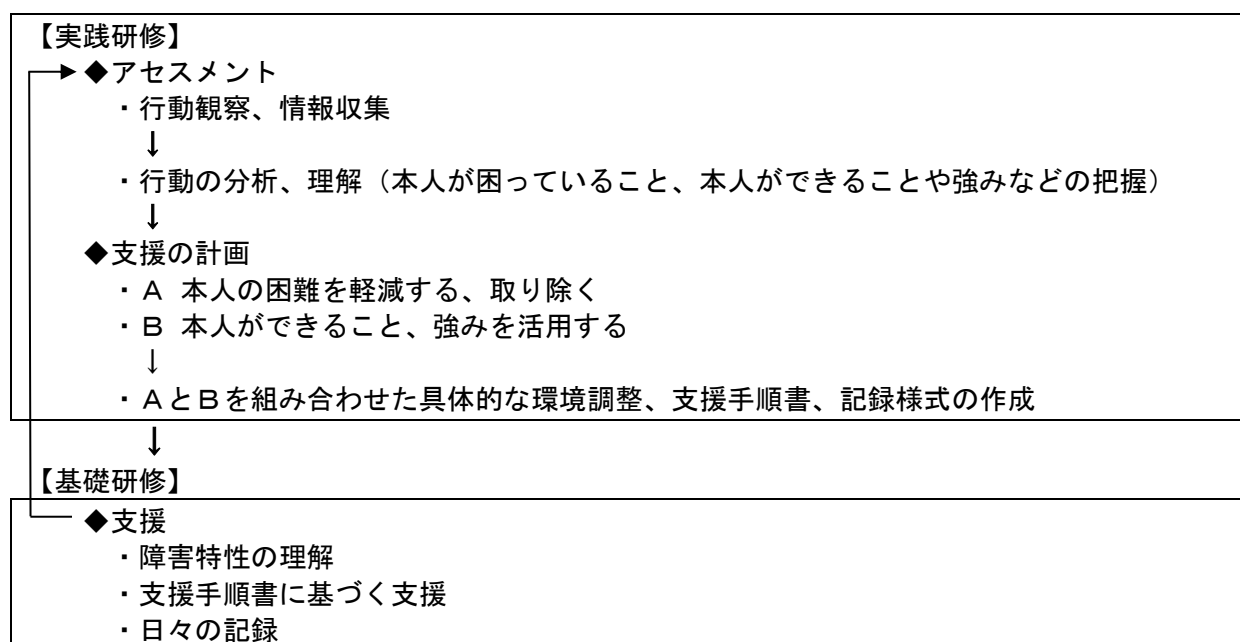 【実践研修】
◆アセスメント
・行動観察、情報収集
↓
・行動の分析、理解（本人が困っていること、本人ができることや強みなどの把握）
↓
◆支援の計画
・Ａ 本人の困難を軽減する、取り除く
・Ｂ 本人ができること、強みを活用する
↓
・ＡとＢを組み合わせた具体的な環境調整、支援手順書、記録様式の作成
↓
【基礎研修】
◆支援
・障害特性の理解
・支援手順書に基づく支援
・日々の記録